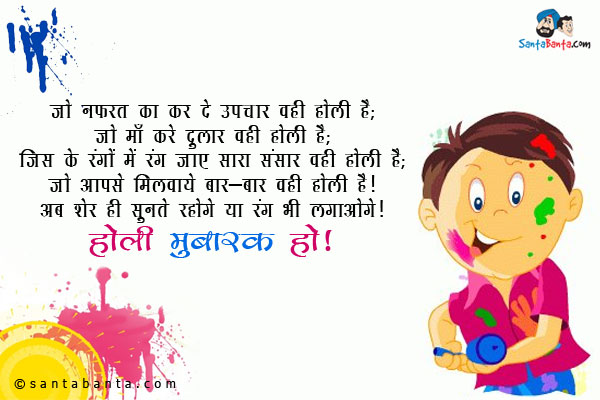 SantaBanta.com
जो नफरत का कर दे उपचार वही होली है;
जो माँ करे दुलार वही होली है;
जिस के रंगों में रंग जाए सारा संसार वही होली है;
जो आपसे मिलवाये बार-बार वही होली है!
अब शेर ही सुनते रहोगे या रंग भी लगाओगे!
होली मुबारक हो!
©santabanta.com